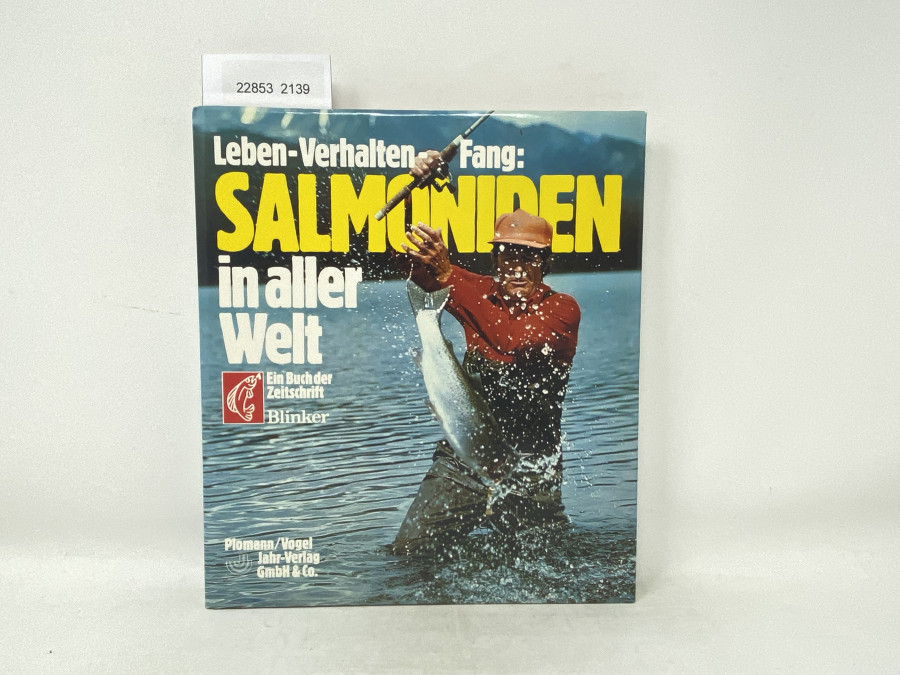 22853 2139
Leben-Verhalten- Fang:
SALMONIDEN
in aller
Welt
Ein Buch der
Zeitschrift
Blinker
Plomann/Vogel
Jahr-Verlag
GmbH & Co.